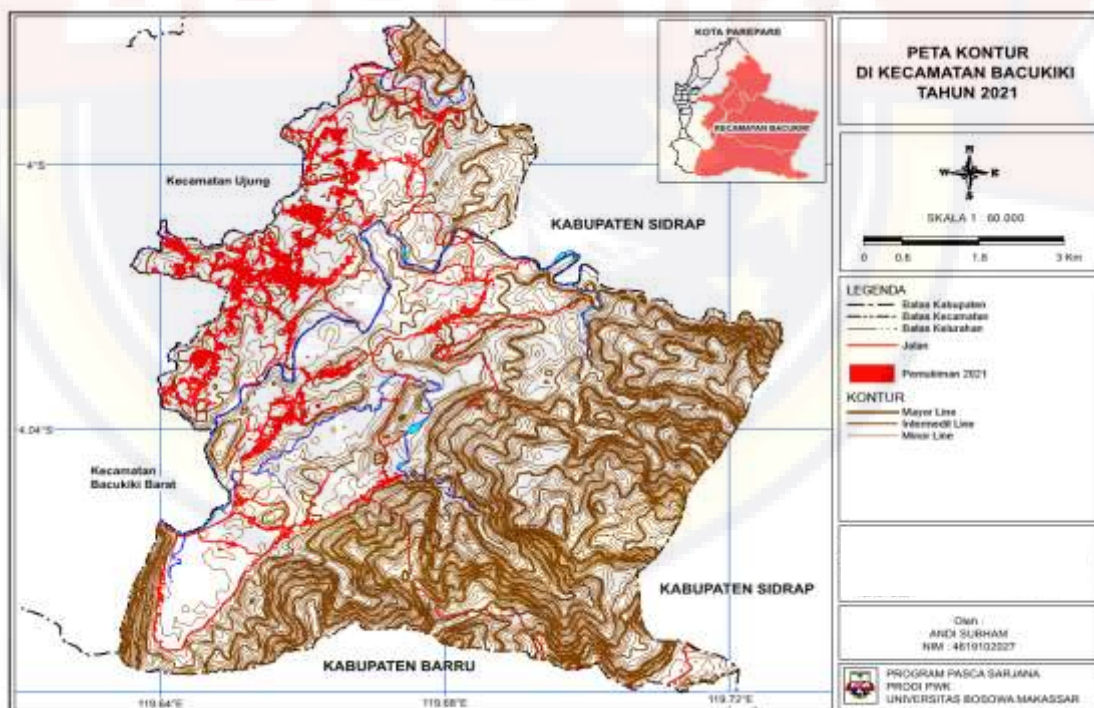 PETA KONTUR
DI KECAMATAN BACUKIKI
TAHUN 2021
KOTA PAREPARE
KECAMATAN BACUKIKI
N
W E
S
SKALA 1 : 60.000
0 0.6 1.8 3 Km
LEGENDA
Batas Kabupaten
Batas Kecamatan
Batas Kelurahan
Jalan
Pemukiman 2021
KONTUR
Mayor Line
Intermedit Line
Minor Line
4°S
Kecamatan Ujung
KABUPATEN SIDRAP
4.04°S
Kecamatan
Bacukiki Barat
KABUPATEN SIDRAP
KABUPATEN BARRU
119.64°E 119.68°E 119.72°E
Oleh :
ANDI SUBHAM
NIM : 4619102027
PROGRAM PASCA SARJANA
PRODI PWK
UNIVERSITAS BOSOWA MAKASSAR